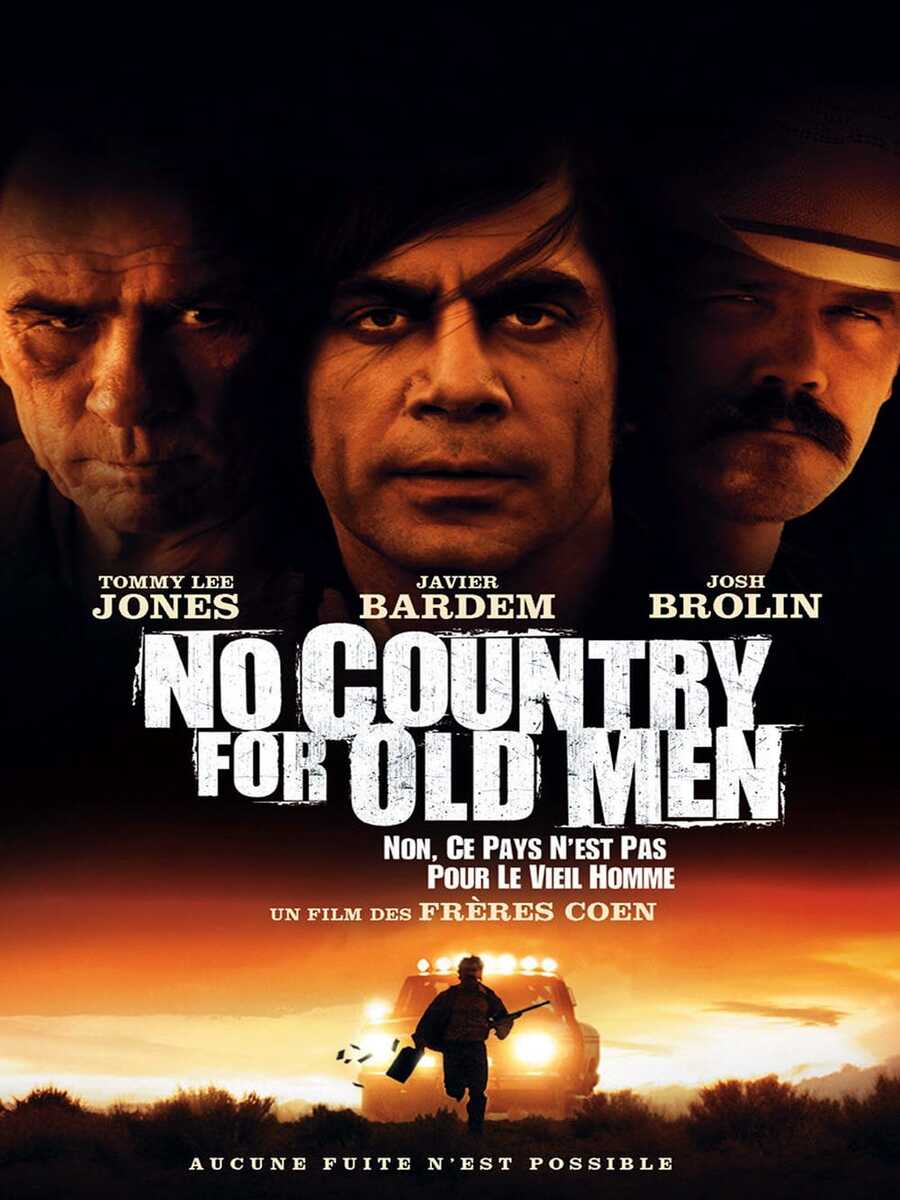 TOMMY LEE JONES
JAVIER BARDEM
JOSH BROLIN
NO COUNTRY
FOR OLD MEN
NON, CE PAYS N'EST PAS
POUR LE VIEIL HOMME
UN FILM DES FRÈRES COEN
AUCUNE FUITE N'EST POSSIBLE